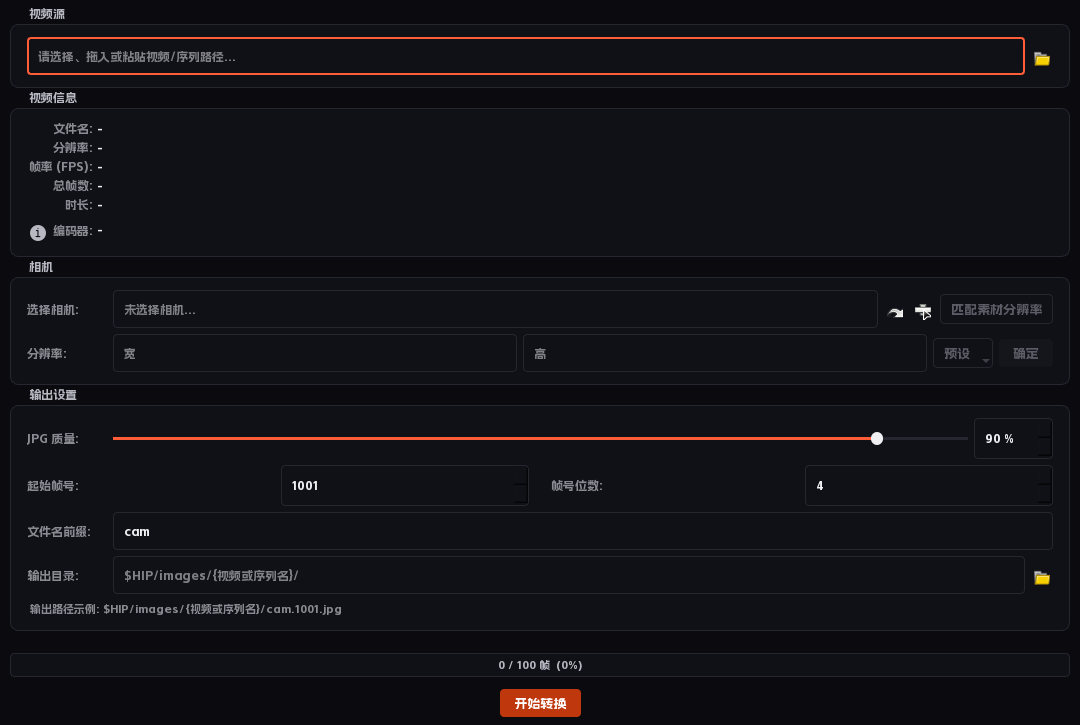 视频源
请选择、拖入或粘贴视频/序列路径...
视频信息
文件名: -
分辨率: -
帧率 (FPS): -
总帧数: -
时长: -
i 编码器: -
相机
选择相机: 未选择相机... 匹配素材分辨率
分辨率: 宽 高 预设 确定
输出设置
JPG 质量: 90 %
起始帧号: 1001 帧号位数: 4
文件名前缀: cam
输出目录: $HIP/images/{视频或序列名}/
输出路径示例: $HIP/images/{视频或序列名}/cam.1001.jpg
0 / 100 帧 (0%)
开始转换